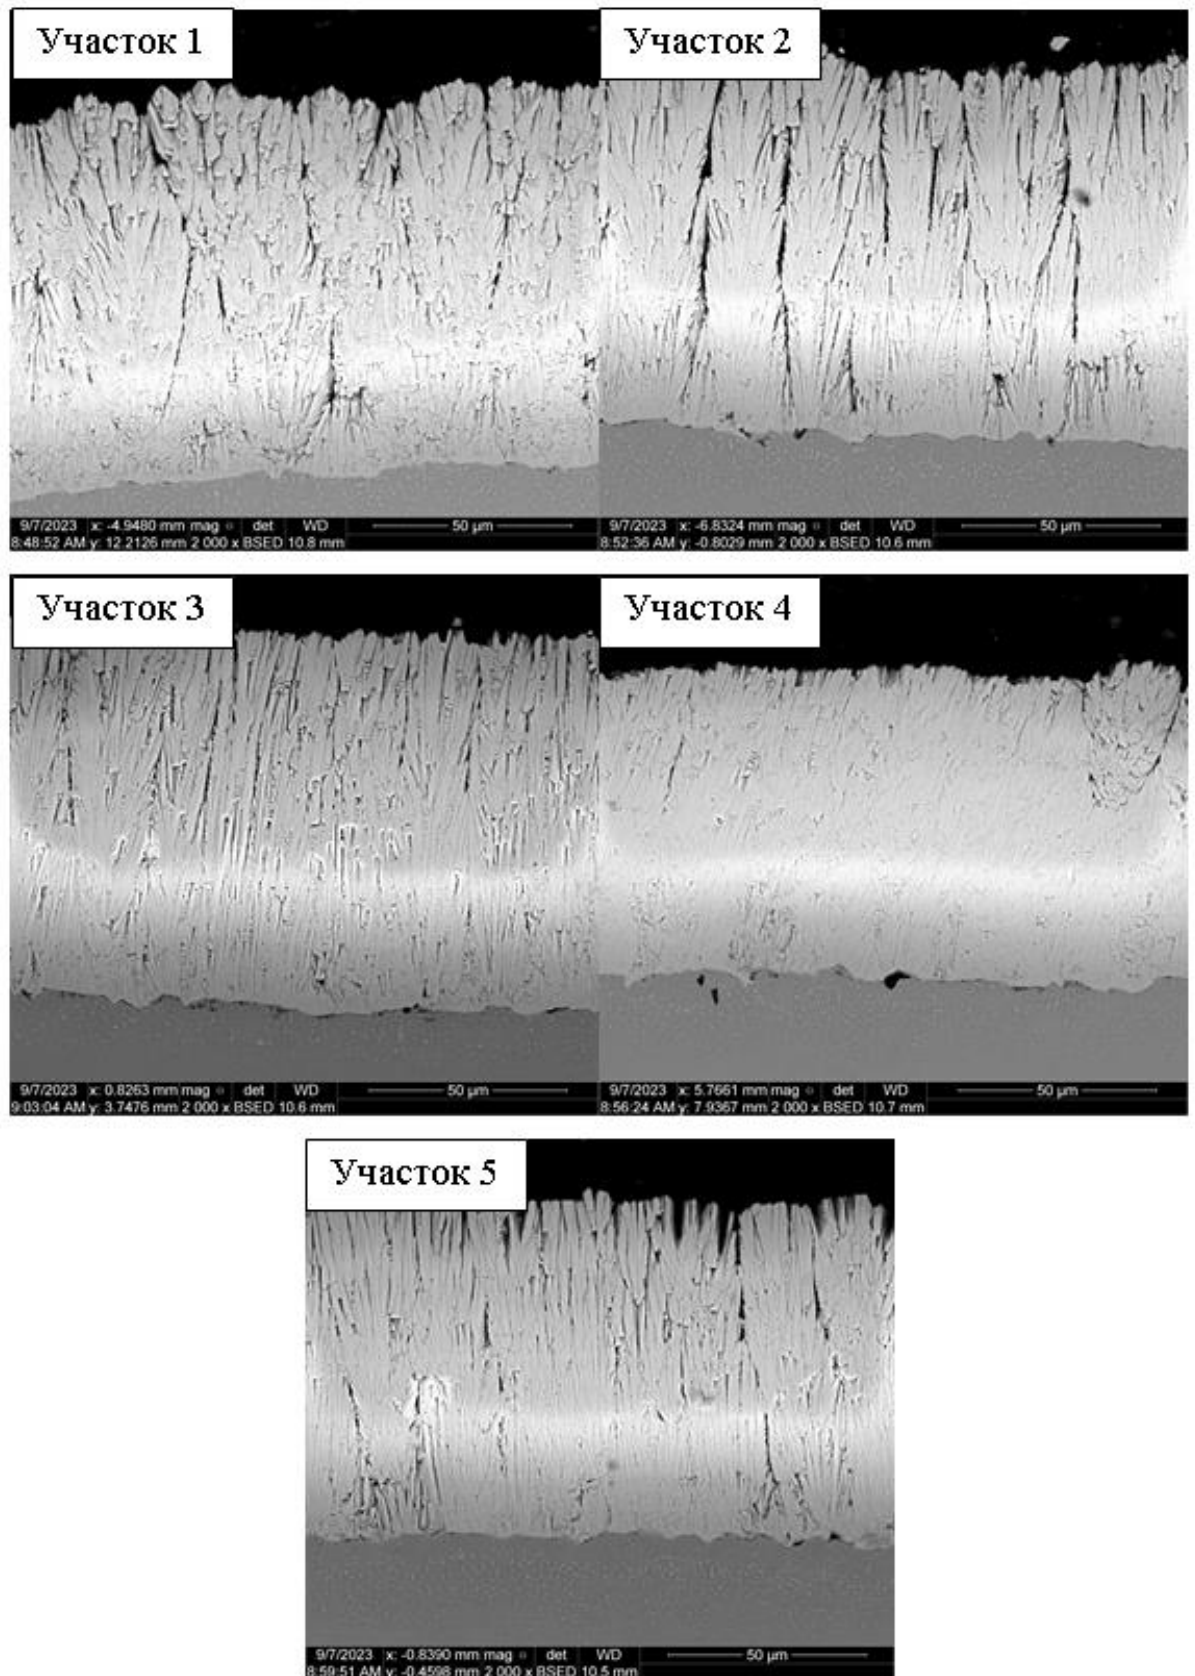 Участок 1
Участок 2
9/7/2023 x: -4.9480 mm mag det WD 50 µm
8:48:52 AM y: 12.2126 mm 2 000 x BSED 10.8 mm
9/7/2023 x: -6.8324 mm mag det WD 50 µm
8:52:36 AM y: -0.8029 mm 2 000 x BSED 10.6 mm
Участок 3
Участок 4
9/7/2023 x: 0.8263 mm mag det WD 50 µm
9:03:04 AM y: 3.7476 mm 2 000 x BSED 10.6 mm
9/7/2023 x: 5.7661 mm mag det WD 50 µm
8:56:24 AM y: 7.9367 mm 2 000 x BSED 10.7 mm
Участок 5
9/7/2023 x: -0.8390 mm mag det WD 50 µm
8:59:51 AM y: -0.4598 mm 2 000 x BSED 10.5 mm